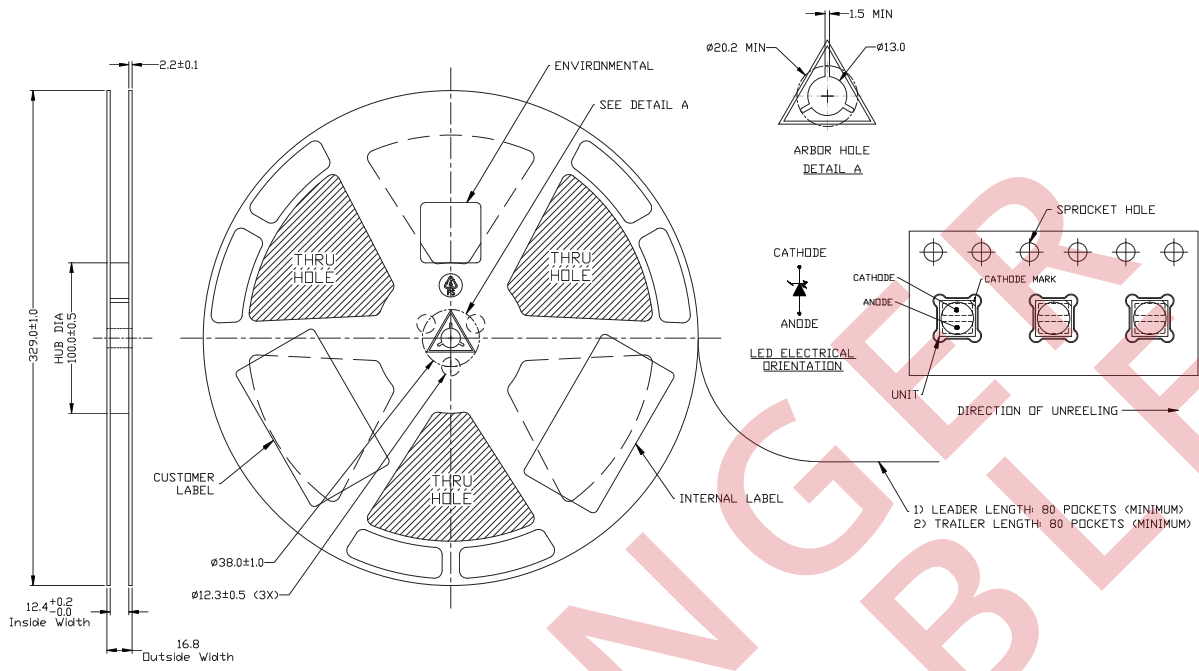 2.2±0.1
329.0±1.0
HUB DIA
100.0±0.5
12.4 +0.2
-0.0
Inside Width
16.8
Outside Width
ENVIRONMENTAL
SEE DETAIL A
THRU
HOLE
THRU
HOLE
THRU
HOLE
PS
CUSTOMER
LABEL
INTERNAL LABEL
Ø38.0±1.0
Ø12.3±0.5 (3X)
1.5 MIN
Ø20.2 MIN
Ø13.0
ARBOR HOLE
DETAIL A
CATHODE
ANODE
LED ELECTRICAL
ORIENTATION
SPROCKET HOLE
CATHODE
CATHODE MARK
ANODE
UNIT
DIRECTION OF UNREELING
1) LEADER LENGTH: 80 POCKETS (MINIMUM)
2) TRAILER LENGTH: 80 POCKETS (MINIMUM)
NGER
BLE